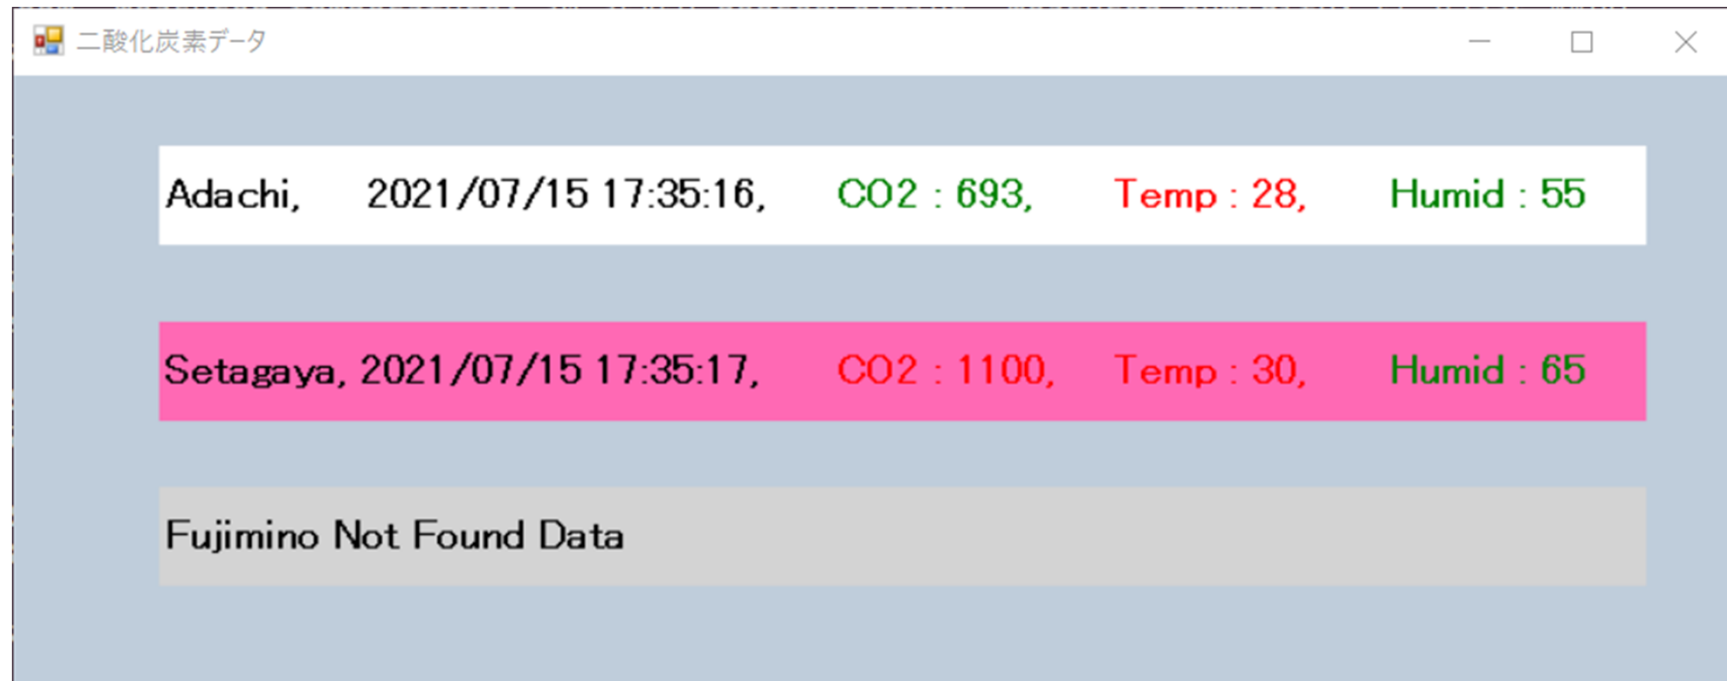 二酸化炭素データ
Adachi, 2021/07/15 17:35:16, CO2 : 693, Temp : 28, Humid : 55
Setagaya, 2021/07/15 17:35:17, CO2 : 1100, Temp : 30, Humid : 65
Fujimino Not Found Data